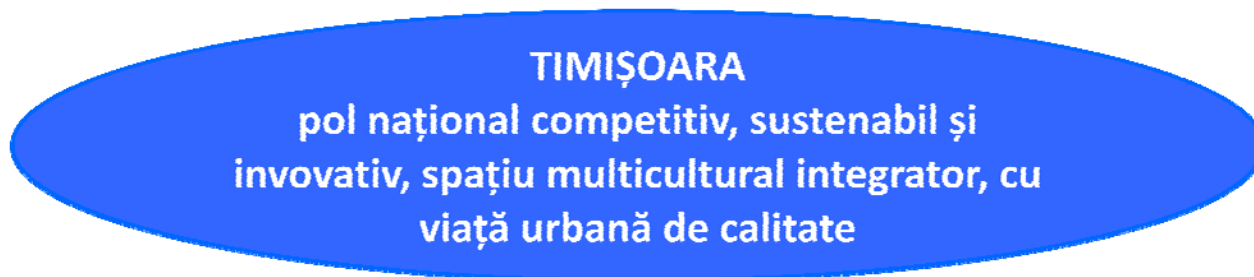 TIMIȘOARA
pol național competitiv, sustenabil și
invovativ, spațiu multicultural integrator, cu
viață urbană de calitate